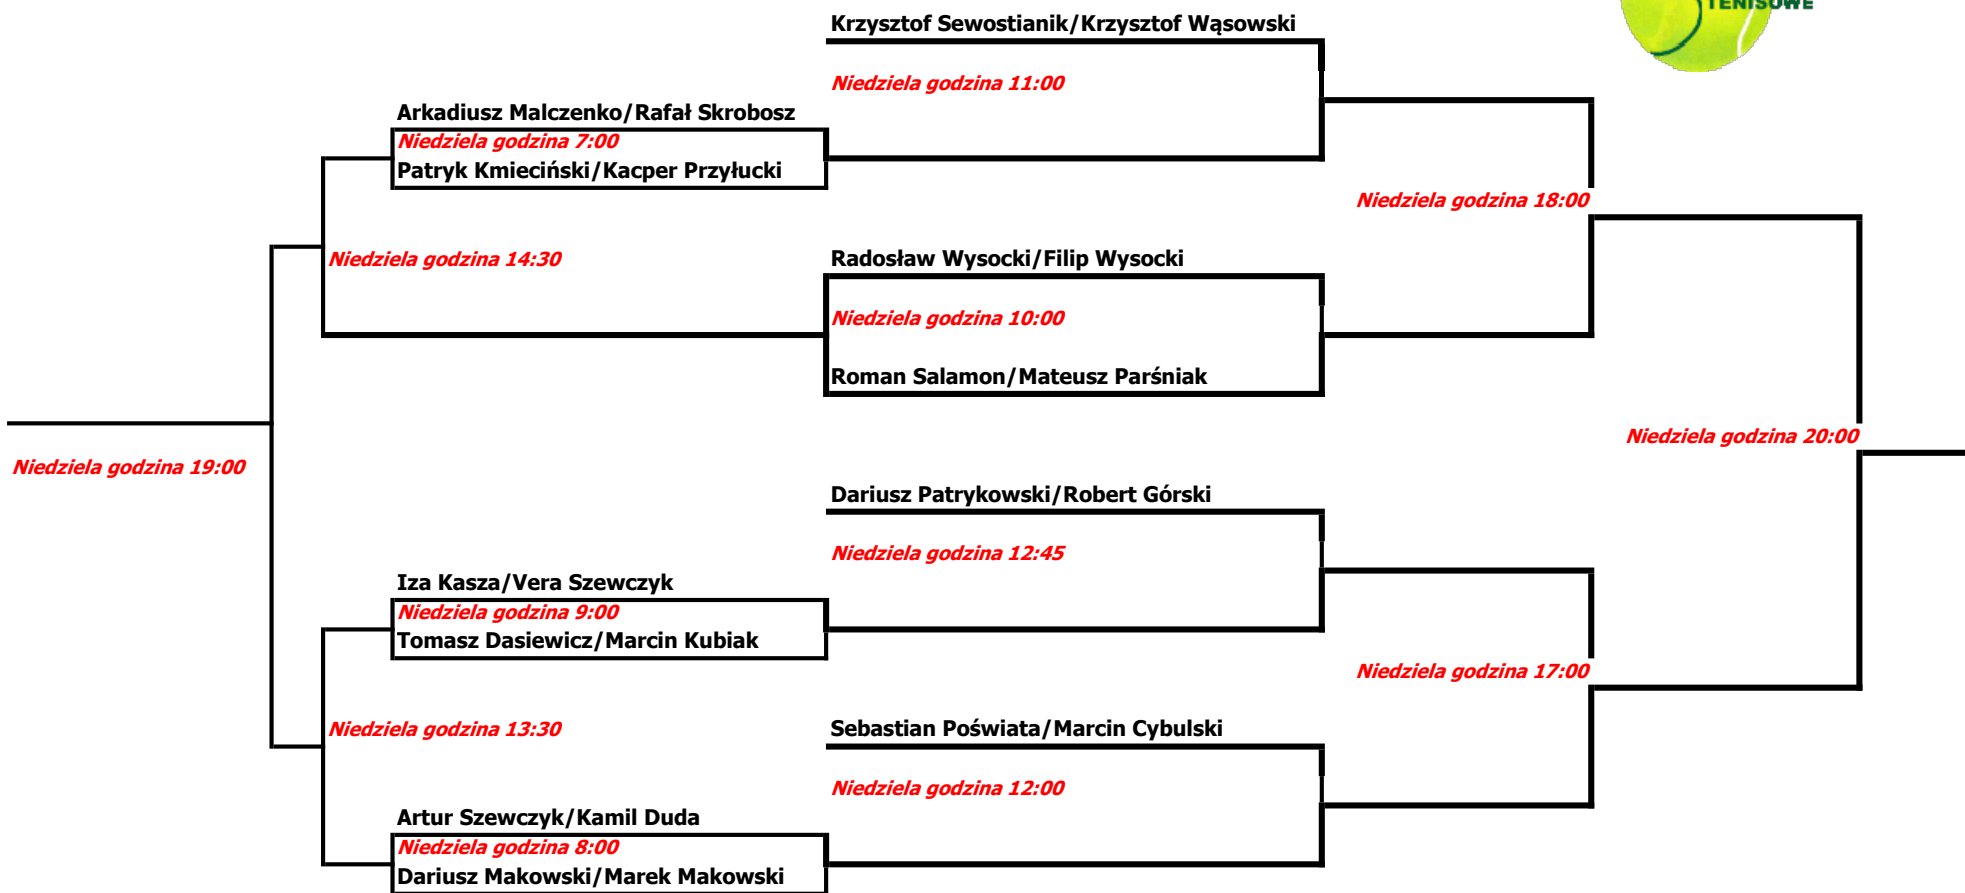 TENISOWE
Krzysztof Sewostianik/Krzysztof Wąsowski
Niedziela godzina 11:00
Arkadiusz Malczenko/Rafał Skrobosz
Niedziela godzina 7:00
Patryk Kmieciński/Kacper Przyłucki
Niedziela godzina 18:00
Niedziela godzina 14:30
Radosław Wysocki/Filip Wysocki
Niedziela godzina 10:00
Roman Salamon/Mateusz Parśniak
Niedziela godzina 20:00
Niedziela godzina 19:00
Dariusz Patrykowski/Robert Górski
Niedziela godzina 12:45
Iza Kasza/Vera Szewczyk
Niedziela godzina 9:00
Tomasz Dasiewicz/Marcin Kubiak
Niedziela godzina 17:00
Niedziela godzina 13:30
Sebastian Poświata/Marcin Cybulski
Niedziela godzina 12:00
Artur Szewczyk/Kamil Duda
Niedziela godzina 8:00
Dariusz Makowski/Marek Makowski